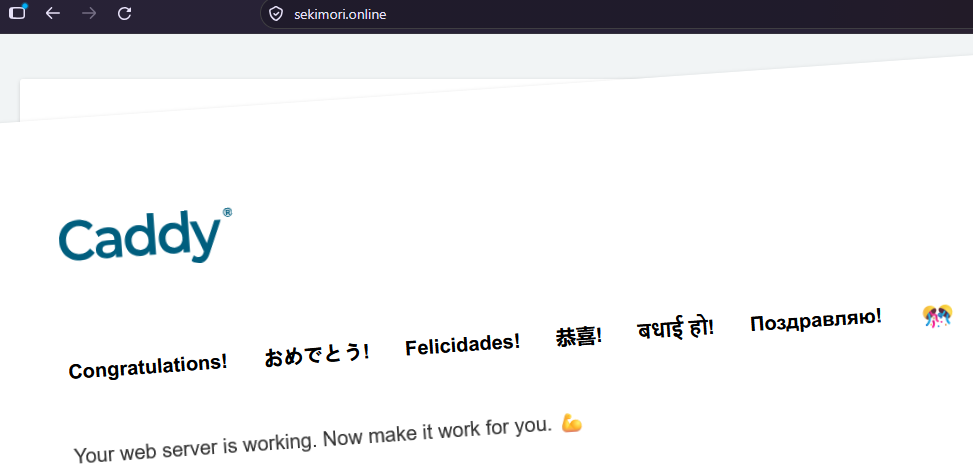 sekimori.online
Caddy®
Congratulations! おめでとう! Felicidades! 恭喜! बधाई हो! Поздравляю! 🎊
Your web server is working. Now make it work for you. 💪